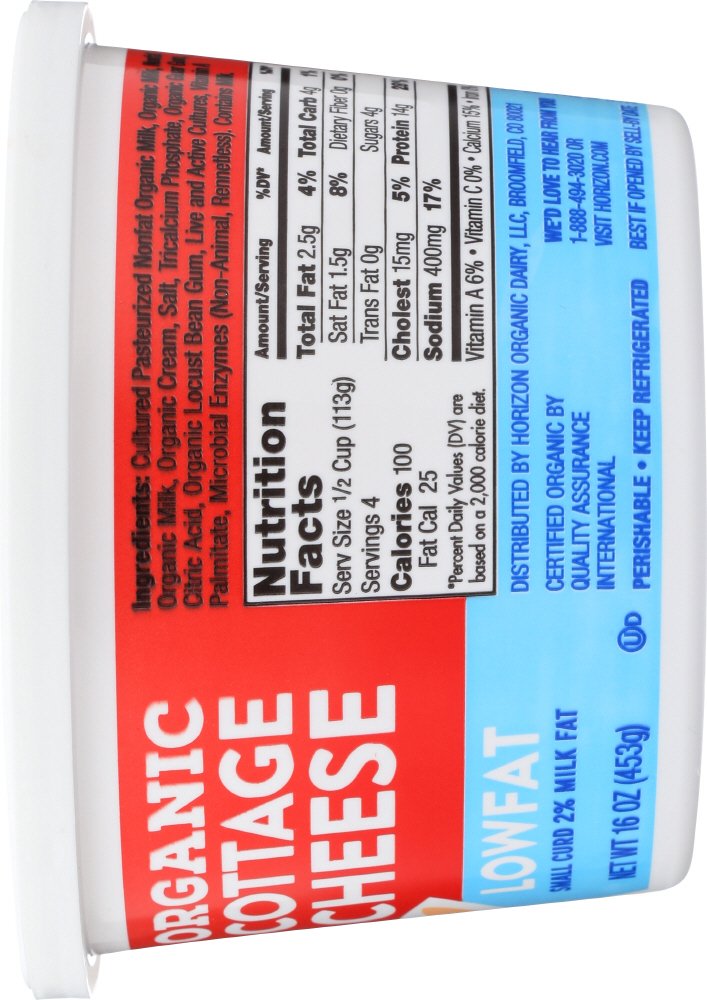 ORGANIC
COTTAGE
CHEESE
LOWFAT
SMALL CURD 2% MILK FAT
NET WT 16 OZ (453g)
Ingredients: Cultured Pasteurized Nonfat Organic Milk, Organic Milk,
Organic Milk, Organic Cream, Salt, Tricalcium Phosphate, Organic Guar Gum
Citric Acid, Organic Locust Bean Gum, Live and Active Cultures, Vitamin A
Palmitate, Microbial Enzymes (Non-Animal, Rennetless). Contains Milk.
Nutrition
Facts
Serv Size 1/2 Cup (113g)
Servings 4
Calories 100
Fat Cal 25
*Percent Daily Values (DV) are
based on a 2,000 calorie diet.
Amount/Serving %DV* Amount/Serving
Total Fat 2.5g 4% Total Carb 4g 1%
Sat Fat 1.5g 8% Dietary Fiber 0g 0%
Trans Fat 0g Sugars 4g
Cholest 15mg 5% Protein 14g
Sodium 400mg 17%
Vitamin A 6% • Vitamin C 0% • Calcium 15% •
DISTRIBUTED BY HORIZON ORGANIC DAIRY, LLC, BROOMFIELD, CO 80021
CERTIFIED ORGANIC BY
QUALITY ASSURANCE
INTERNATIONAL
WE'D LOVE TO HEAR FROM YOU
1-888-494-3020 OR
VISIT HORIZON.COM
UD PERISHABLE • KEEP REFRIGERATED
BEST IF OPENED BY SELL-BY DATE